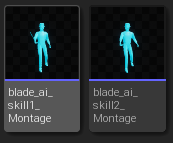 blade_ai_
skill1_
Montage
blade_ai_
skill2_
Montage